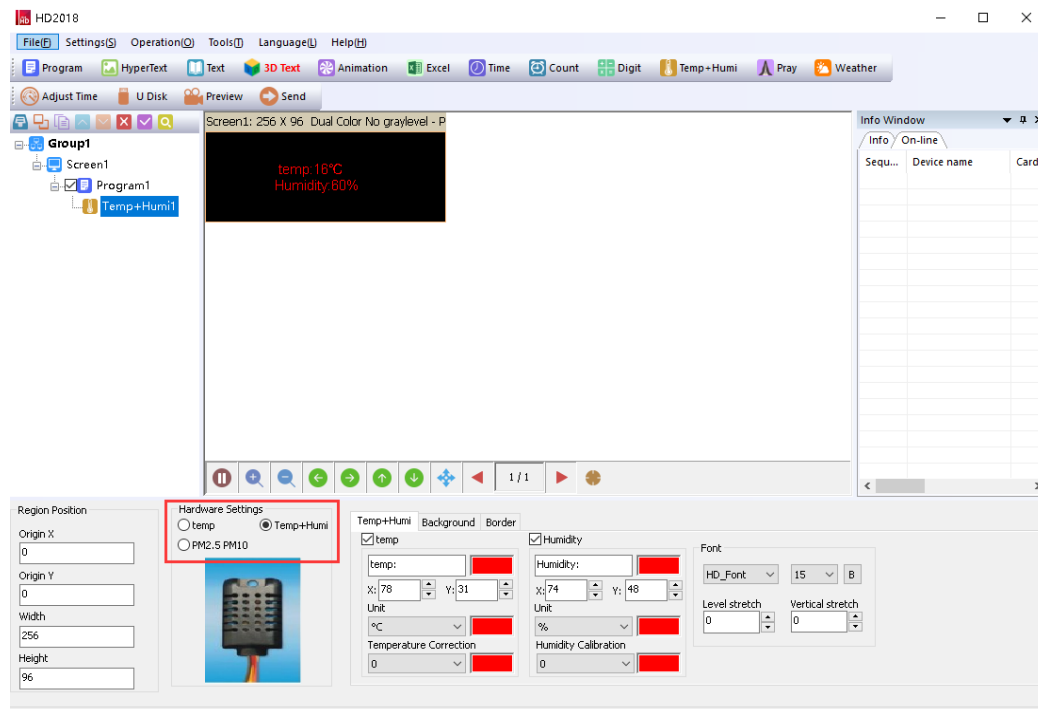 HD2018
File(F) Settings(S) Operation(O) Tools(T) Language(L) Help(H)
Program HyperText Text 3D Text Animation Excel Time Count Digit Temp+Humi Pray Weather
Adjust Time U Disk Preview Send
Group1
Screen1
Program1
Temp+Humi1
Screen1: 256 X 96 Dual Color No graylevel - P
temp:16℃
Humidity:60%
1/1
Info Window
Info On-line
Sequ... Device name Card
Region Position
Origin X
0
Origin Y
0
Width
256
Height
96
Hardware Settings
temp Temp+Humi
PM2.5 PM10
Temp+Humi Background Border
temp
temp:
X: 78 Y: 31
Unit
℃
Temperature Correction
0
Humidity
Humidity:
X: 74 Y: 48
Unit
%
Humidity Calibration
0
Font
HD_Font 15 B
Level stretch Vertical stretch
0 0